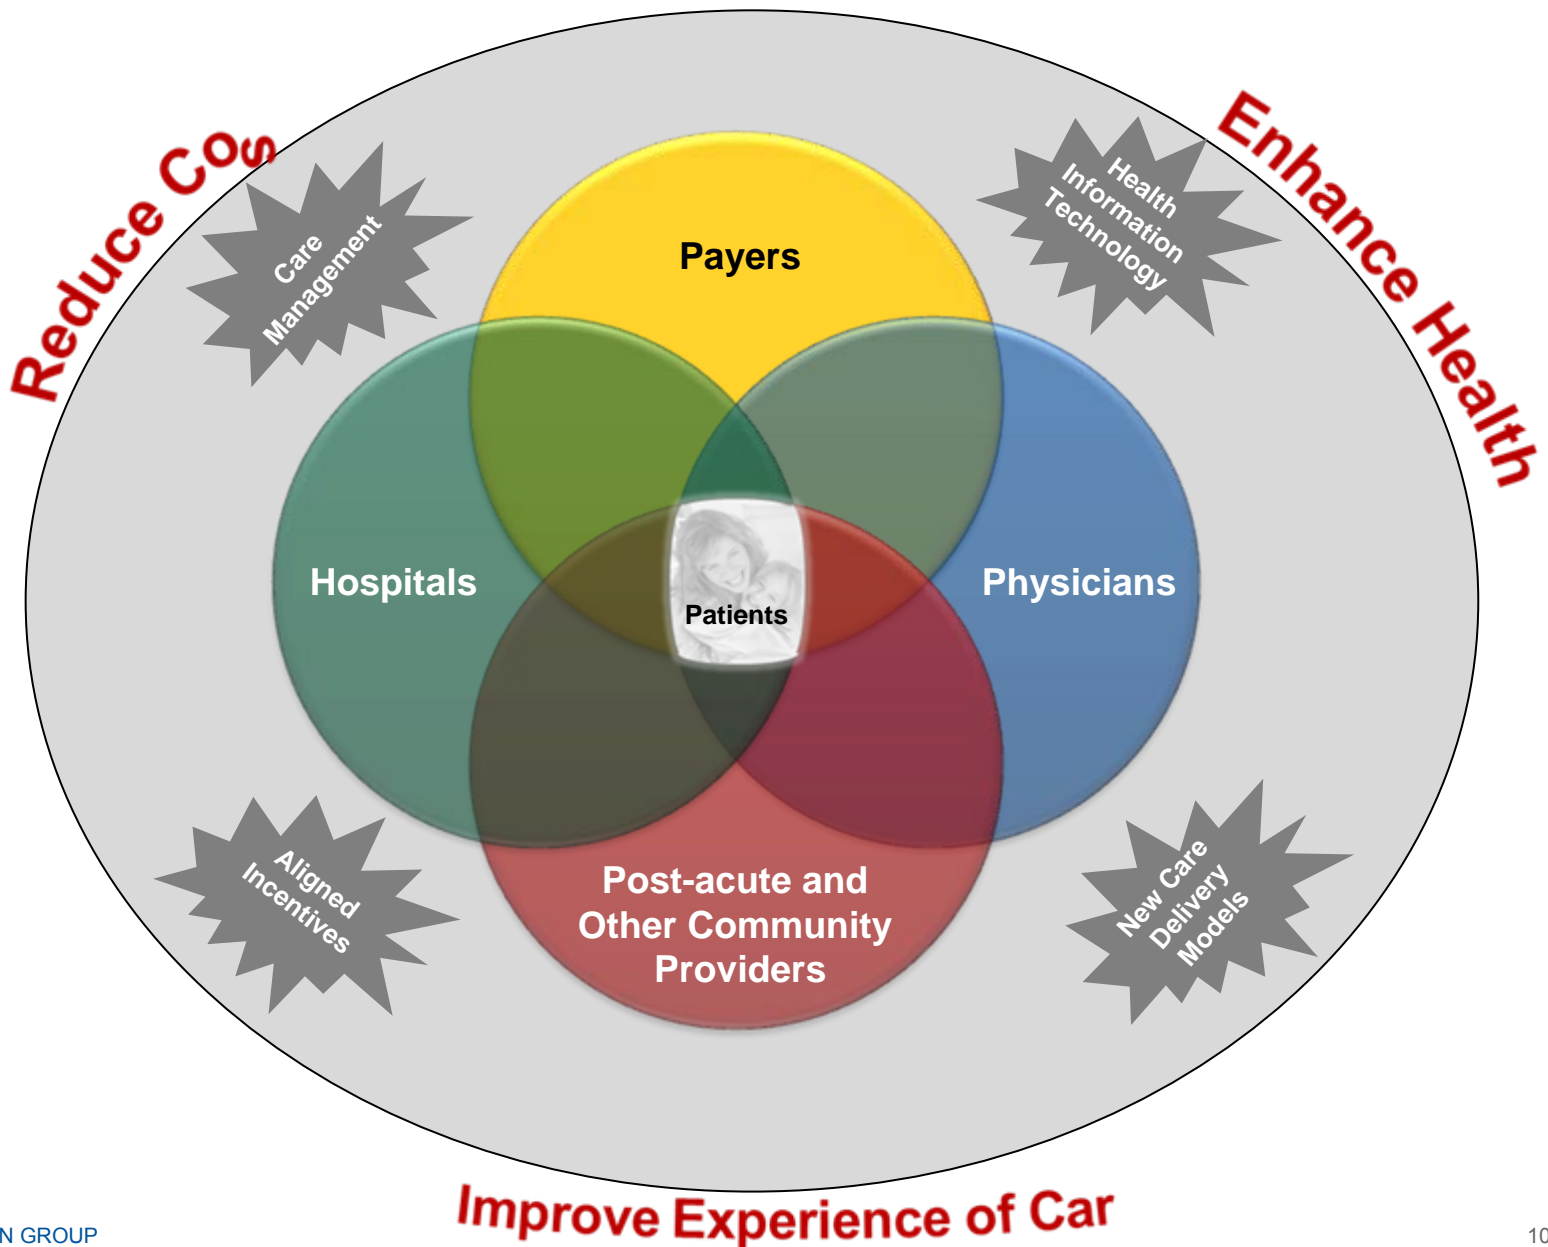 Reduce Cos
Enhance Health
Care
Management
Health
Information
Technology
Payers
Hospitals
Physicians
Patients
Post-acute and
Other Community
Providers
Aligned
Incentives
New Care
Delivery
Models
Improve Experience of Car
N GROUP
10